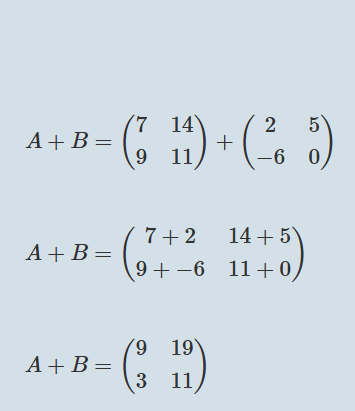 A + B = (7 14
9 11) + (2 5
−6 0)
A + B = (7 + 2 14 + 5
9 + −6 11 + 0)
A + B = (9 19
3 11)